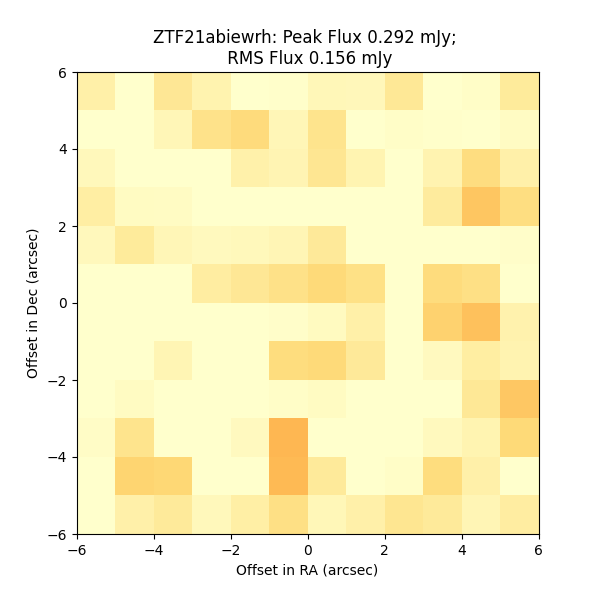 ZTF21abiewrh: Peak Flux 0.292 mJy;
RMS Flux 0.156 mJy
6
4
2
0
−2
−4
−6
Offset in Dec (arcsec)
−6 −4 −2 0 2 4 6
Offset in RA (arcsec)